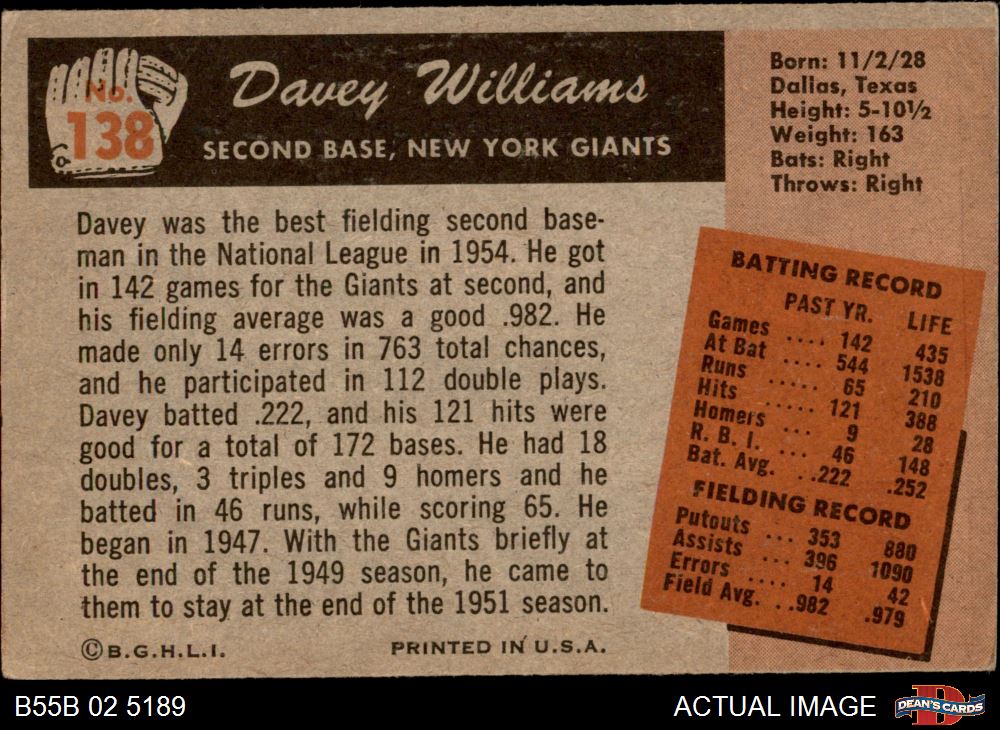 No.
138
Davey Williams
SECOND BASE, NEW YORK GIANTS
Born: 11/2/28
Dallas, Texas
Height: 5-10½
Weight: 163
Bats: Right
Throws: Right
Davey was the best fielding second base-
man in the National League in 1954. He got
in 142 games for the Giants at second, and
his fielding average was a good .982. He
made only 14 errors in 763 total chances,
and he participated in 112 double plays.
Davey batted .222, and his 121 hits were
good for a total of 172 bases. He had 18
doubles, 3 triples and 9 homers and he
batted in 46 runs, while scoring 65. He
began in 1947. With the Giants briefly at
the end of the 1949 season, he came to
them to stay at the end of the 1951 season.
BATTING RECORD
PAST YR. LIFE
Games .... 142 435
At Bat .... 544 1538
Runs ..... 65 210
Hits ..... 121 388
Homers ... 9 28
R. B. I. ... 46 148
Bat. Avg. ..222 .252
FIELDING RECORD
Putouts ... 353 880
Assists ... 396 1090
Errors .... 14 42
Field Avg. ..982 .979
©B.G.H.L.I. PRINTED IN U.S.A.
B55B 02 5189 ACTUAL IMAGE DEAN'S CARDS